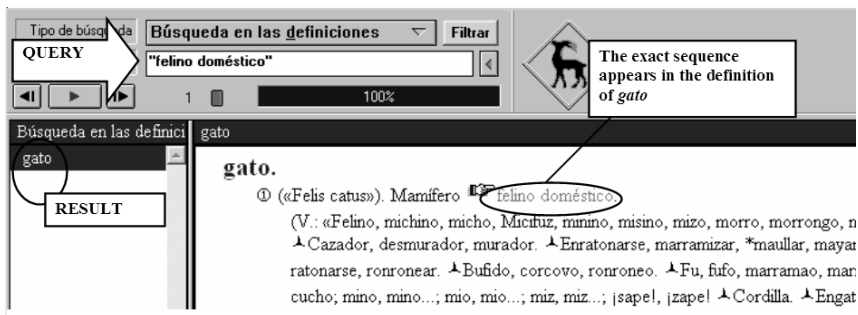 Tipo de búsqueda
Búsqueda en las definiciones
Filtrar
QUERY
"felino doméstico"
The exact sequence
appears in the definition
of gato
1
100%
Búsqueda en las definici
gato
gato
RESULT
gato.
① («Felis catus»). Mamífero felino doméstico.
(V.: «Felino, michino, micho, Micifuz, minino, misino, mizo, morro, morrongo,
Cazador, desmurador, murador. Enratonarse, marramizar, *maullar,
ratonarse, ronronear. Bufido, corcovo, ronroneo. Fu, fufo, marramao,
cucho; mino, mino...; mio, mio...; miz, miz...; ¡sape!, ¡zape! Cordilla.